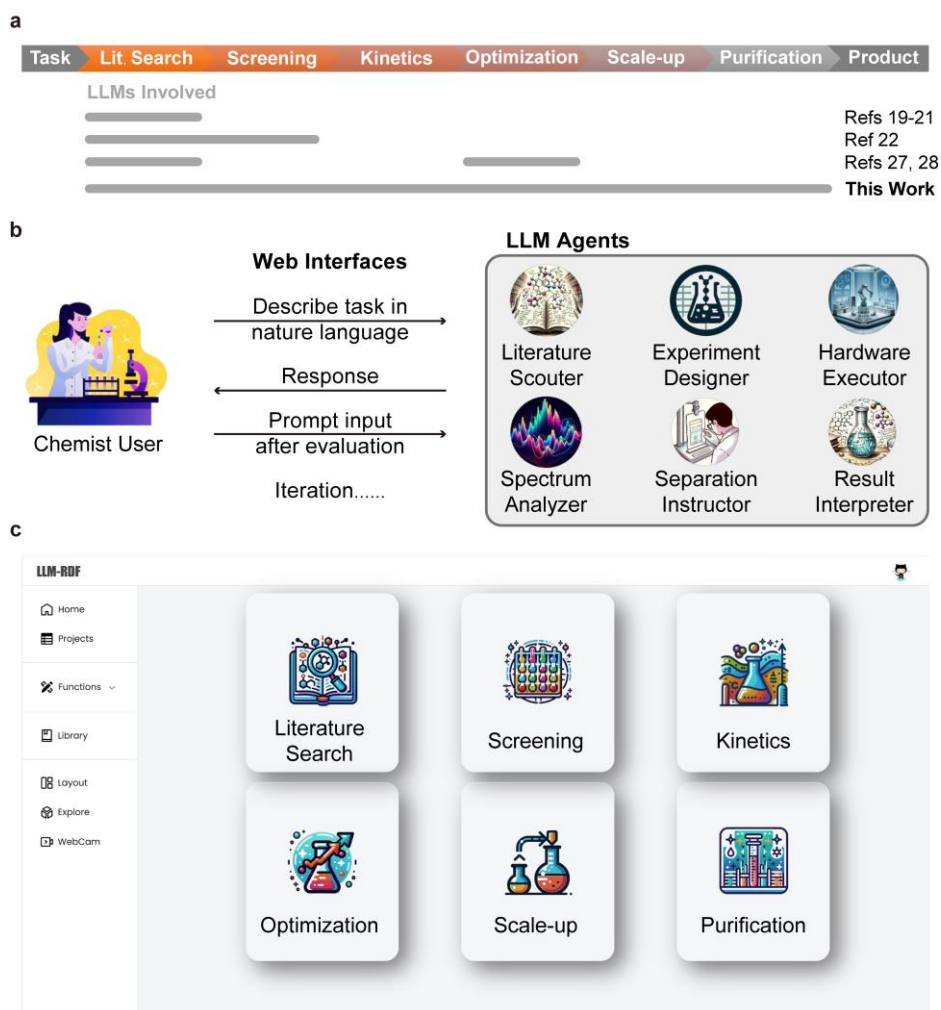 a
Task Lit. Search Screening Kinetics Optimization Scale-up Purification Product
LLMs Involved
Refs 19-21
Ref 22
Refs 27, 28
This Work
b
LLM Agents
Web Interfaces
Describe task in
nature language
Response
Prompt input
after evaluation
Iteration......
Chemist User
Literature
Scouter
Experiment
Designer
Hardware
Executor
Spectrum
Analyzer
Separation
Instructor
Result
Interpreter
c
LLM-RDF
Home
Projects
Functions
Library
Layout
Explore
WebCam
Literature
Search
Screening
Kinetics
Optimization
Scale-up
Purification